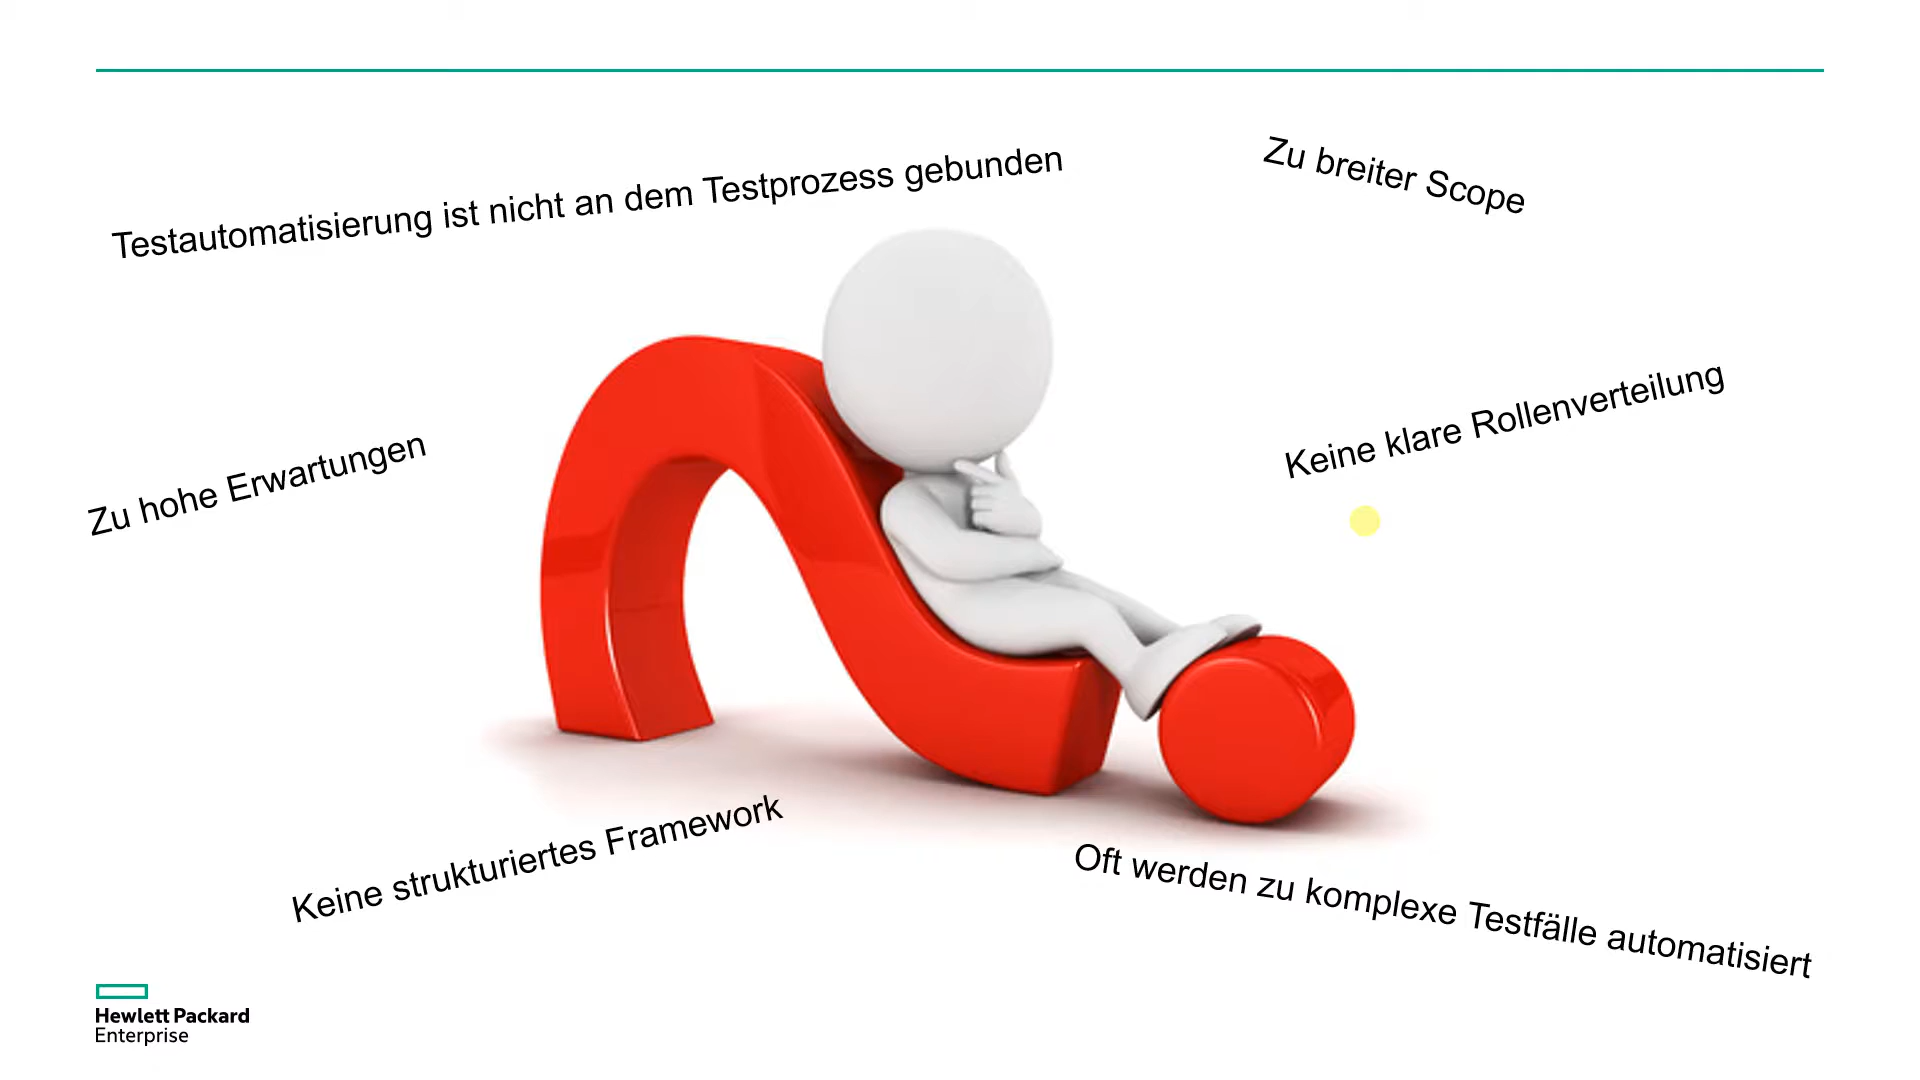 Testautomatisierung ist nicht an dem Testprozess gebunden
Zu breiter Scope
Zu hohe Erwartungen
Keine klare Rollenverteilung
Keine strukturiertes Framework
Oft werden zu komplexe Testfälle automatisiert
Hewlett Packard
Enterprise